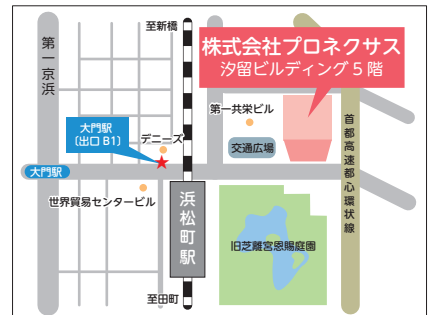 至新橋
第一京浜
株式会社プロネクサス
汐留ビルディング5階
第一共栄ビル
大門駅
(出口B1)
デニーズ
交通広場
首都高速都心環状線
大門駅
世界貿易センタービル
浜松町駅
旧芝離宮恩賜庭園
至田町